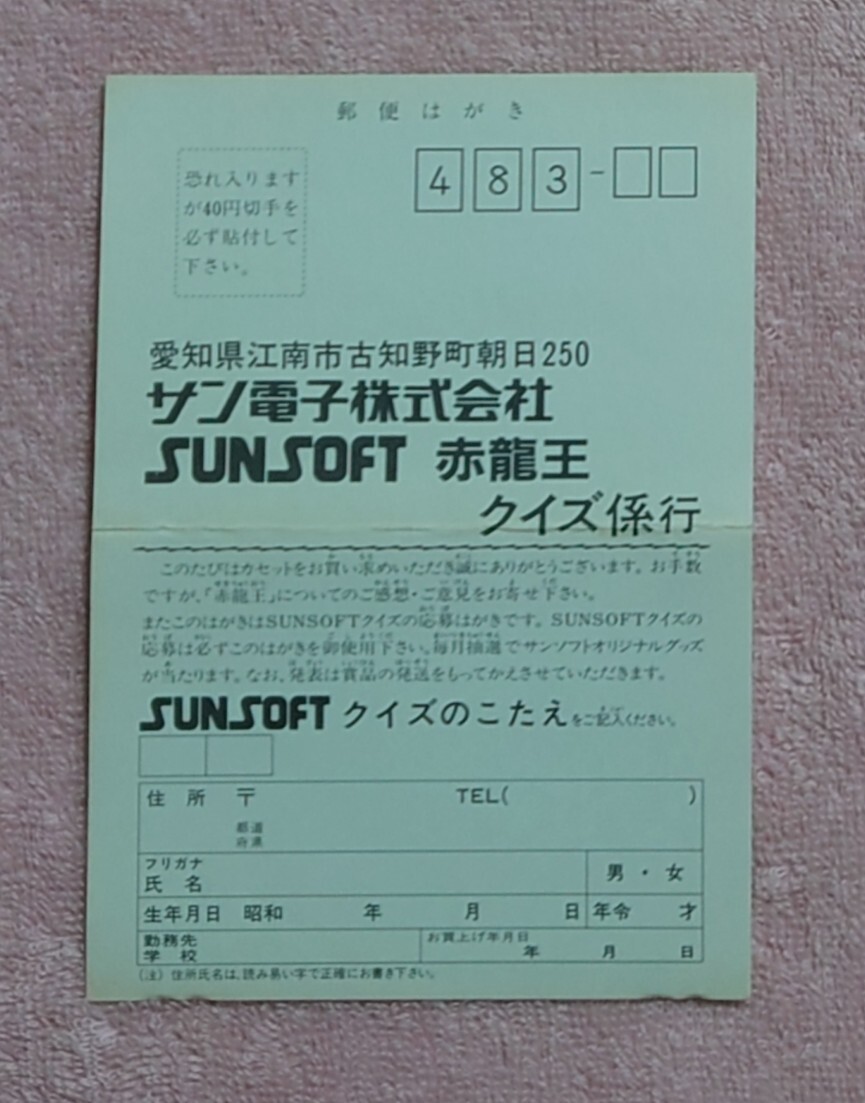 郵便はがき
恐れ入ります
が40円切手を
必ず貼付して
下さい。
483-
愛知県江南市古知野町朝日250
サン電子株式会社
SUNSOFT 赤龍王
クイズ係行
このたびはカセットをお買い求めいただき誠にありがとうございます。お手数
ですが、「赤龍王」についてのご感想・ご意見をお寄せ下さい。
またこのはがきはSUNSOFTクイズの応募はがきです。SUNSOFTクイズの
応募は必ずこのはがきを御使用下さい。毎月抽選でサンソフトオリジナルグッズ
が当たります。なお、発表は賞品の発送をもってかえさせていただきます。
SUNSOFT クイズのこたえをご記入ください。
住所 〒 TEL( )
都道
府県
フリガナ
氏名 男・女
生年月日 昭和 年 月 日 年令 才
勤務先
学校
お買上げ年月日
年 月 日
(注) 住所氏名は、読み易い字で正確にお書き下さい。